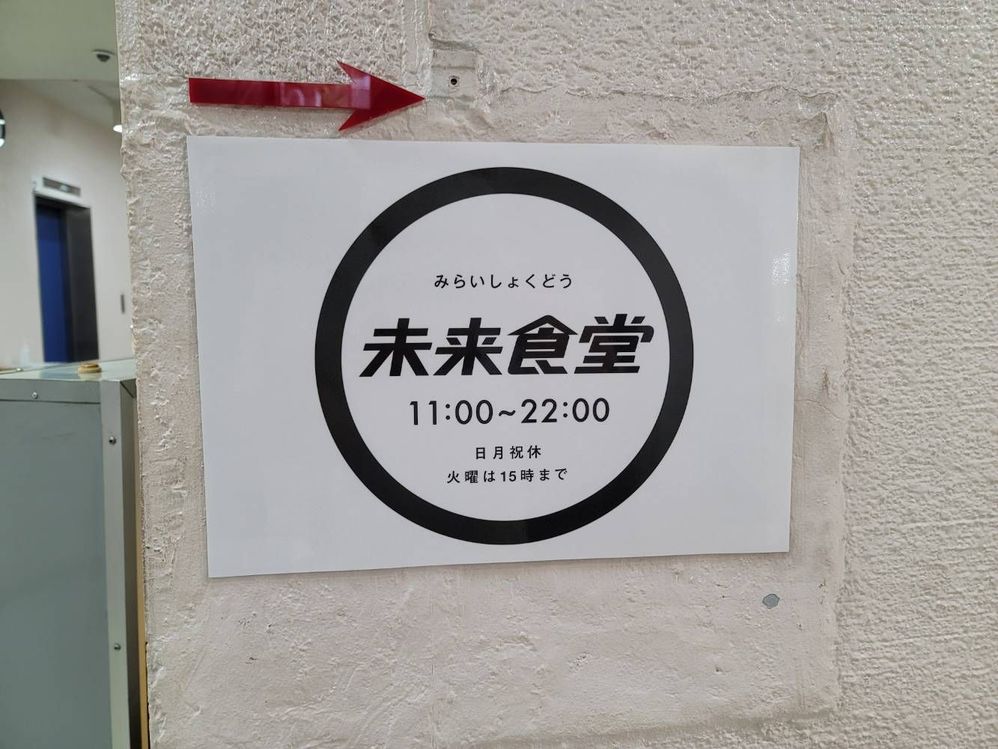 みらいしょくどう
未来食堂
11:00~22:00
日月祝休
火曜は15時まで